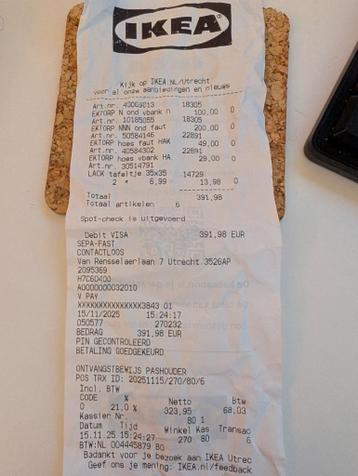 IKEA
Kijk op IKEA.NL/Utrecht
voor al onze aanbiedingen en nieuws
Art.nr. 40063013 18305
EKTORP N ond vbank n 100,00 0
Art.nr. 10185055 18305
EKTORP NNN ond faut 200,00 0
Art.nr. 50584146 22891
EKTORP hoes faut HAK 49,00 0
Art.nr. 40584302 22891
EKTORP hoes vbank HA 29,00 0
Art.nr. 30514791
LACK tafeltje 35x35 14729
2 * 6,99 13,98 0
Totaal 391,98
Totaal artikelen 6
Spot-check is uitgevoerd
Debit VISA 391,98 EUR
SEPA-FAST
CONTACTLOOS
Van Rensselaerlaan 7 Utrecht 3526AP
2095369
H7C60400
A0000000032010
V PAY
XXXXXXXXXXXXXXX3843 01
15/11/2025 15:24:17
050577 270232
BEDRAG 391,98 EUR
PIN GECONTROLEERD
BETALING GOEDGEKEURD
ONTVANGSTBEWIJS PASHOUDER
POS TRX ID: 20251115/270/80/6
Incl. BTW
CODE % Netto Btw
0 21,0 % 323,95 68,03
Kassier Nr. 80 1
Datum Tijd Winkel Kas Transac
15.11.25 15:24:27 270 80 6
BTW:NL 004445879 B0
Bedankt voor je bezoek aan IKEA Utrec
Geef ons je mening: IKEA.nl/feedback